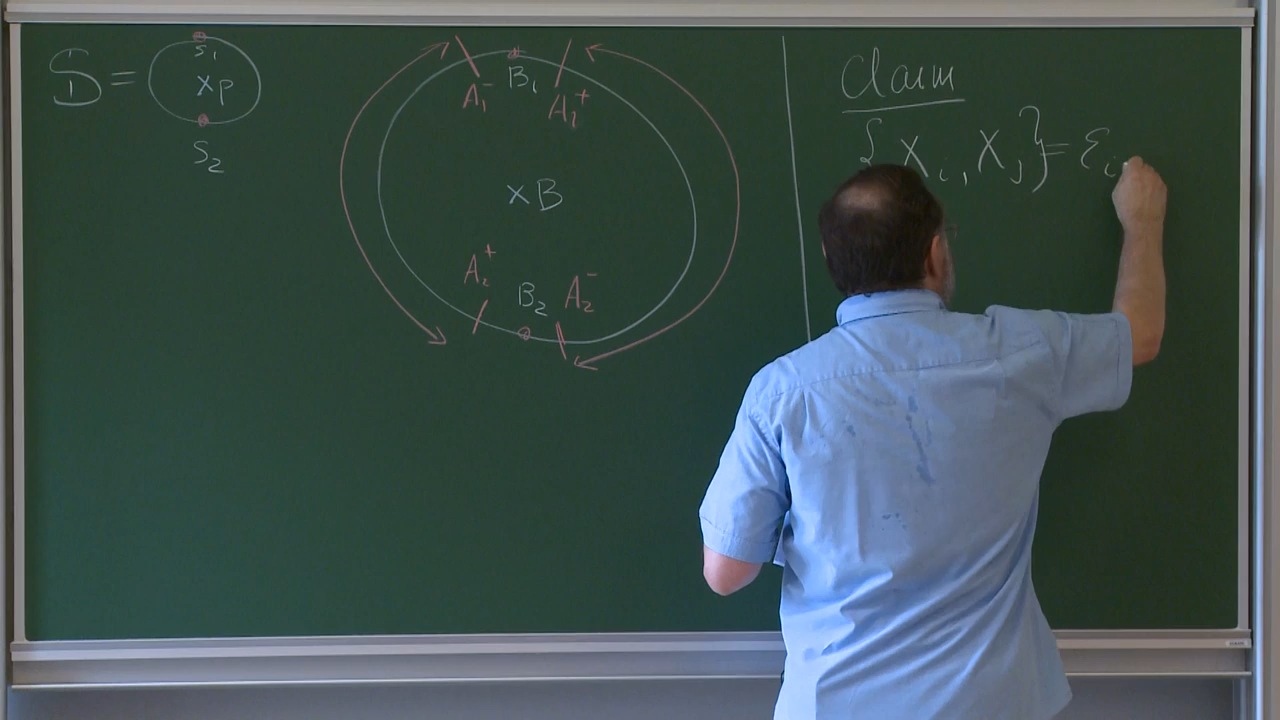 𝕊 =
s₁
× p
s₂
A₁⁻ B₁ A₁⁺
× B
A₂⁺ B₂ A₂⁻
Claim
{X_i, X_j} = ε_i